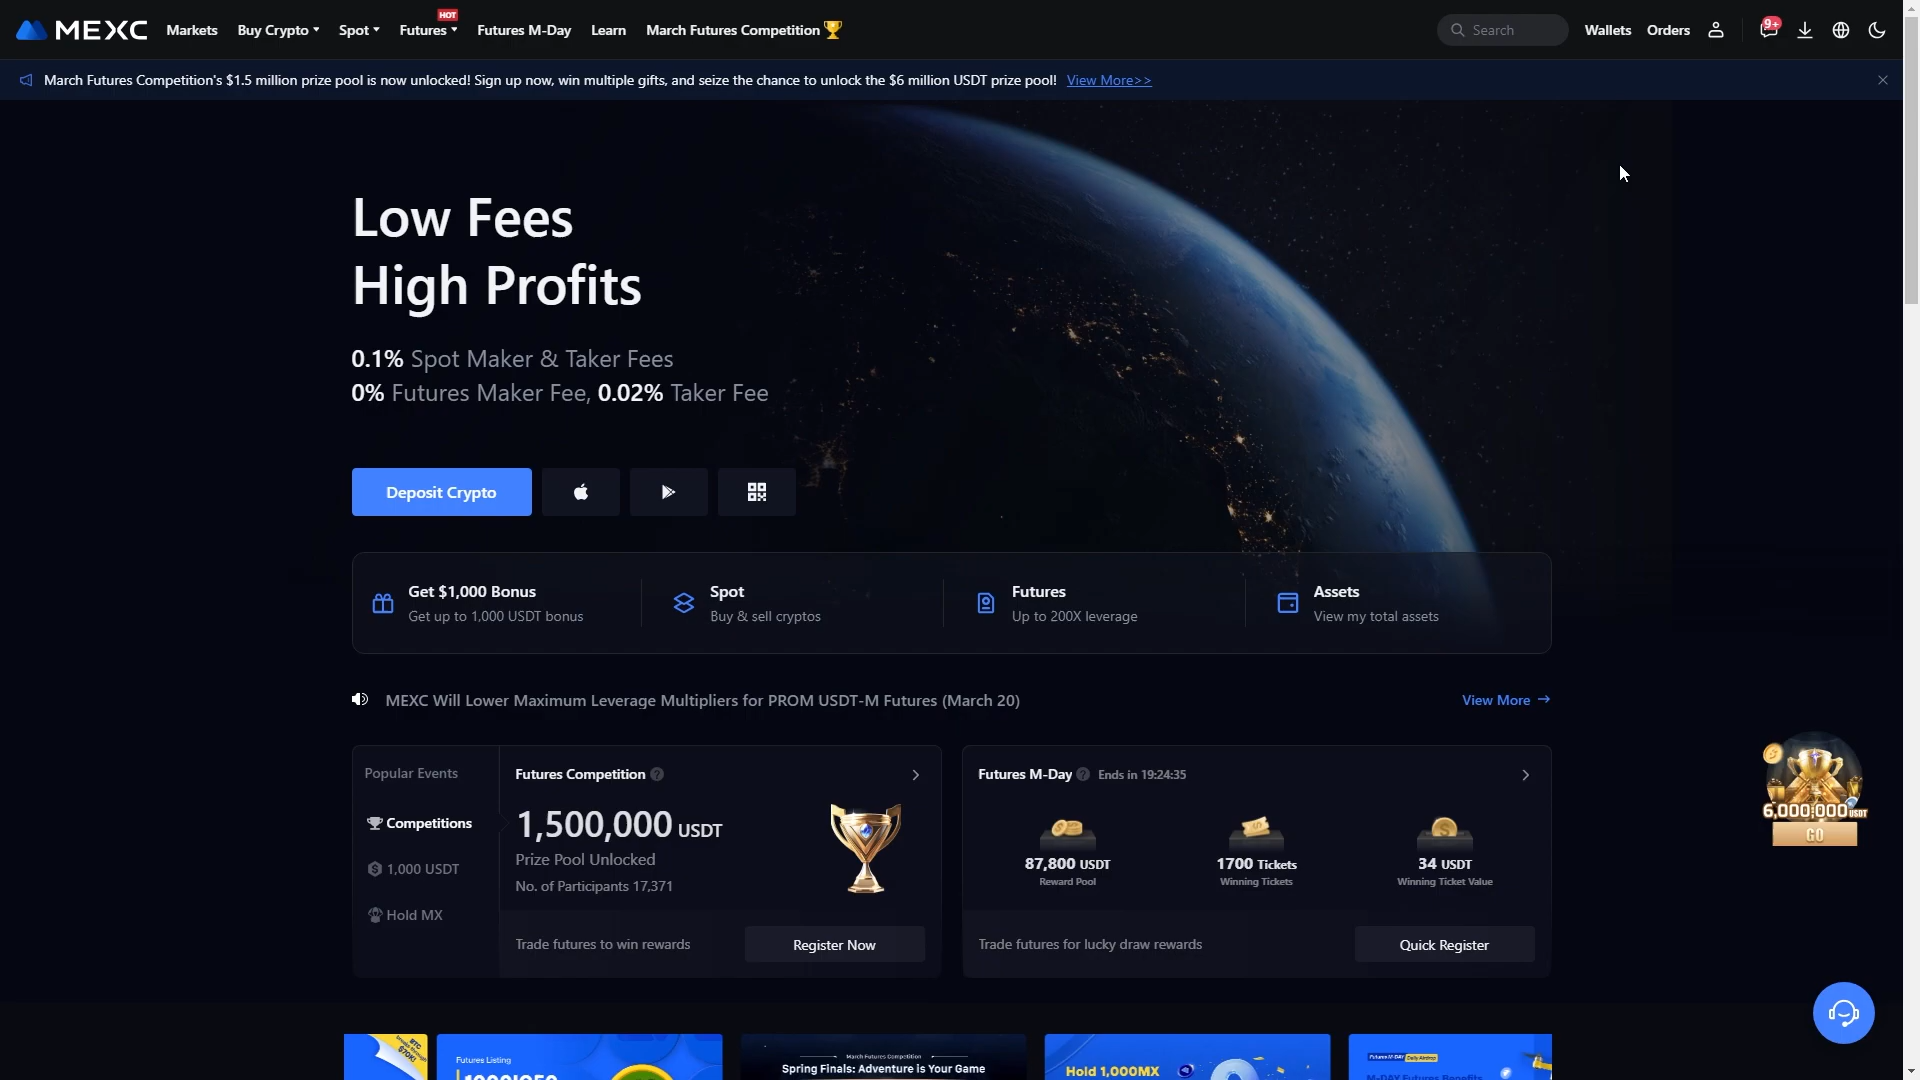 MEXC Markets Buy Crypto Spot Futures HOT Futures M-Day Learn March Futures Competition Search Wallets Orders 9+
March Futures Competition's $1.5 million prize pool is now unlocked! Sign up now, win multiple gifts, and seize the chance to unlock the $6 million USDT prize pool! View More>>
Low Fees
High Profits
0.1% Spot Maker & Taker Fees
0% Futures Maker Fee, 0.02% Taker Fee
Deposit Crypto
Get $1,000 Bonus
Get up to 1,000 USDT bonus
Spot
Buy & sell cryptos
Futures
Up to 200X leverage
Assets
View my total assets
MEXC Will Lower Maximum Leverage Multipliers for PROM USDT-M Futures (March 20)
View More →
Popular Events
Competitions
1,000 USDT
Hold MX
Futures Competition
1,500,000 USDT
Prize Pool Unlocked
No. of Participants 17,371
Trade futures to win rewards
Register Now
Futures M-Day Ends in 19:24:35
87,800 USDT
Reward Pool
1700 Tickets
Winning Tickets
34 USDT
Winning Ticket Value
Trade futures for lucky draw rewards
Quick Register
6,000,000 USDT
GO
Futures Listing
March Futures Competition
Spring Finals: Adventure is Your Game
Hold 1,000MX
Futures M-DAY Daily Airdrop